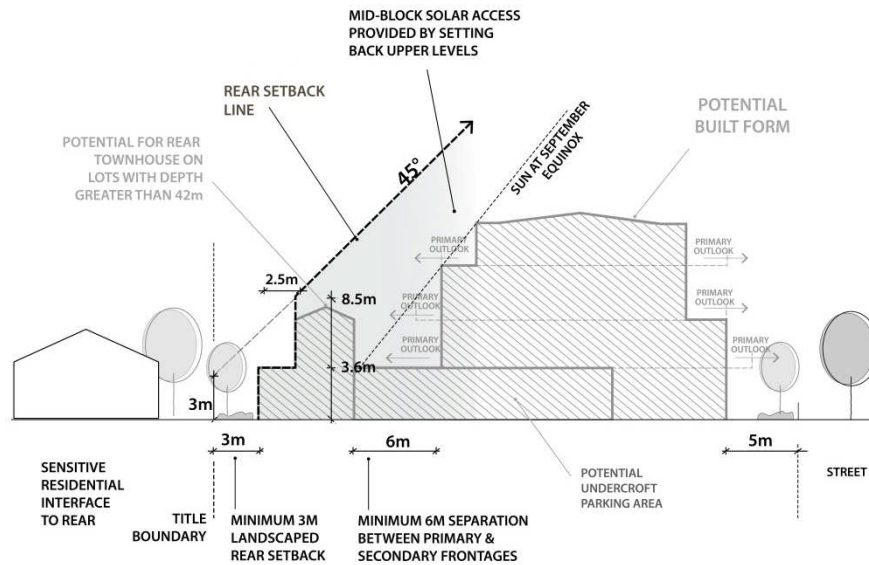 MID-BLOCK SOLAR ACCESS
PROVIDED BY SETTING
BACK UPPER LEVELS
REAR SETBACK
LINE
POTENTIAL FOR REAR
TOWNHOUSE ON
LOTS WITH DEPTH
GREATER THAN 42m
45°
SUN AT SEPTEMBER
EQUINOX
POTENTIAL
BUILT FORM
PRIMARY
OUTLOOK
PRIMARY
OUTLOOK
2.5m
8.5m
PRIMARY
OUTLOOK
PRIMARY
OUTLOOK
PRIMARY
OUTLOOK
PRIMARY
OUTLOOK
3.6m
3m
3m
6m
5m
SENSITIVE
RESIDENTIAL
INTERFACE
TO REAR
TITLE
BOUNDARY
MINIMUM 3M
LANDSCAPED
REAR SETBACK
MINIMUM 6M SEPARATION
BETWEEN PRIMARY &
SECONDARY FRONTAGES
POTENTIAL
UNDERCROFT
PARKING AREA
STREET